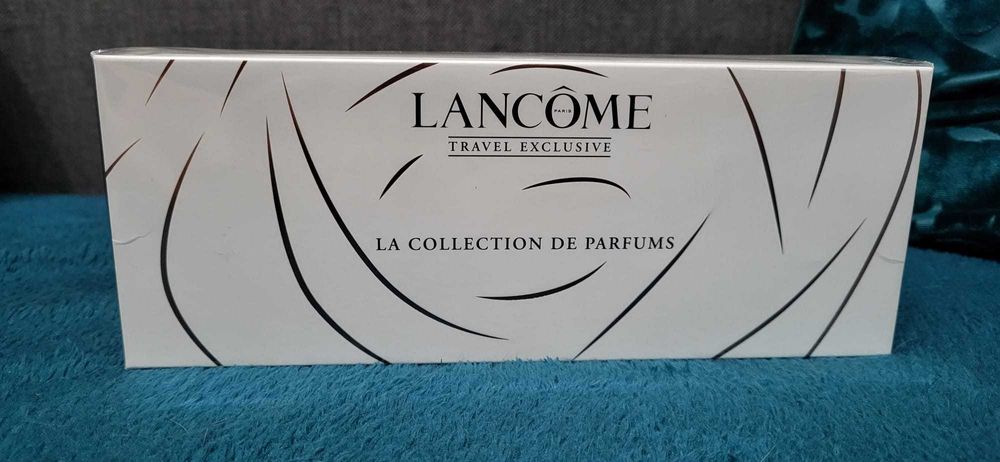 LANCÔME
PARIS
TRAVEL EXCLUSIVE
LA COLLECTION DE PARFUMS